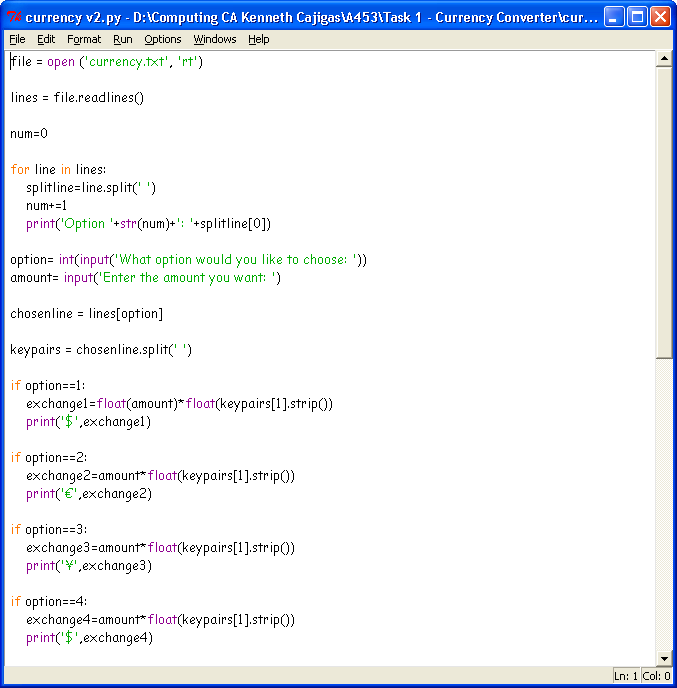 currency v2.py - D:\Computing CA Kenneth Cajigas\A453\Task 1 - Currency Converter\cur...
File Edit Format Run Options Windows Help
file = open ('currency.txt', 'rt')
lines = file.readlines()
num=0
for line in lines:
    splitline=line.split(' ')
    num+=1
    print('Option '+str(num)+': '+splitline[0])
option= int(input('What option would you like to choose: '))
amount= input('Enter the amount you want: ')
chosenline = lines[option]
keypairs = chosenline.split(' ')
if option==1:
    exchange1=float(amount)*float(keypairs[1].strip())
    print('$',exchange1)
if option==2:
    exchange2=amount*float(keypairs[1].strip())
    print('€',exchange2)
if option==3:
    exchange3=amount*float(keypairs[1].strip())
    print('¥',exchange3)
if option==4:
    exchange4=amount*float(keypairs[1].strip())
    print('$',exchange4)
Ln: 1 Col: 0